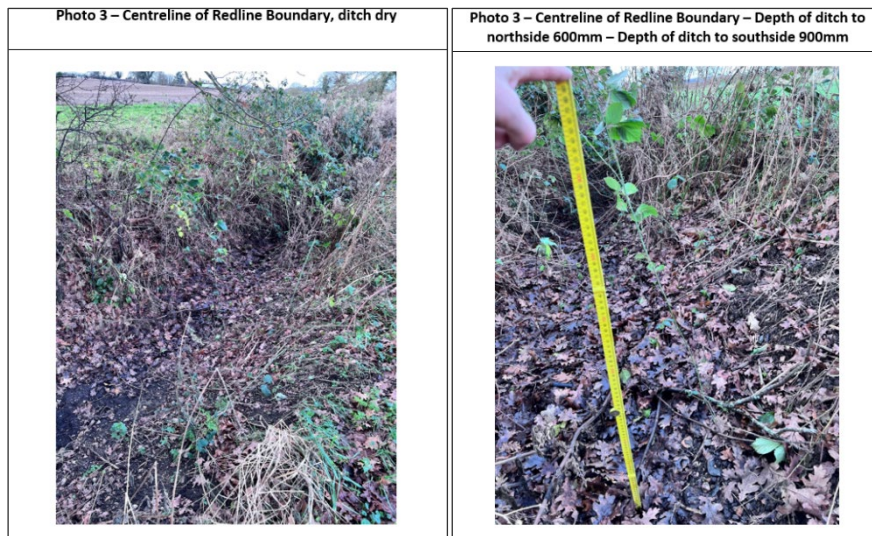 Photo 3 – Centreline of Redline Boundary, ditch dry
Photo 3 – Centreline of Redline Boundary – Depth of ditch to
northside 600mm – Depth of ditch to southside 900mm